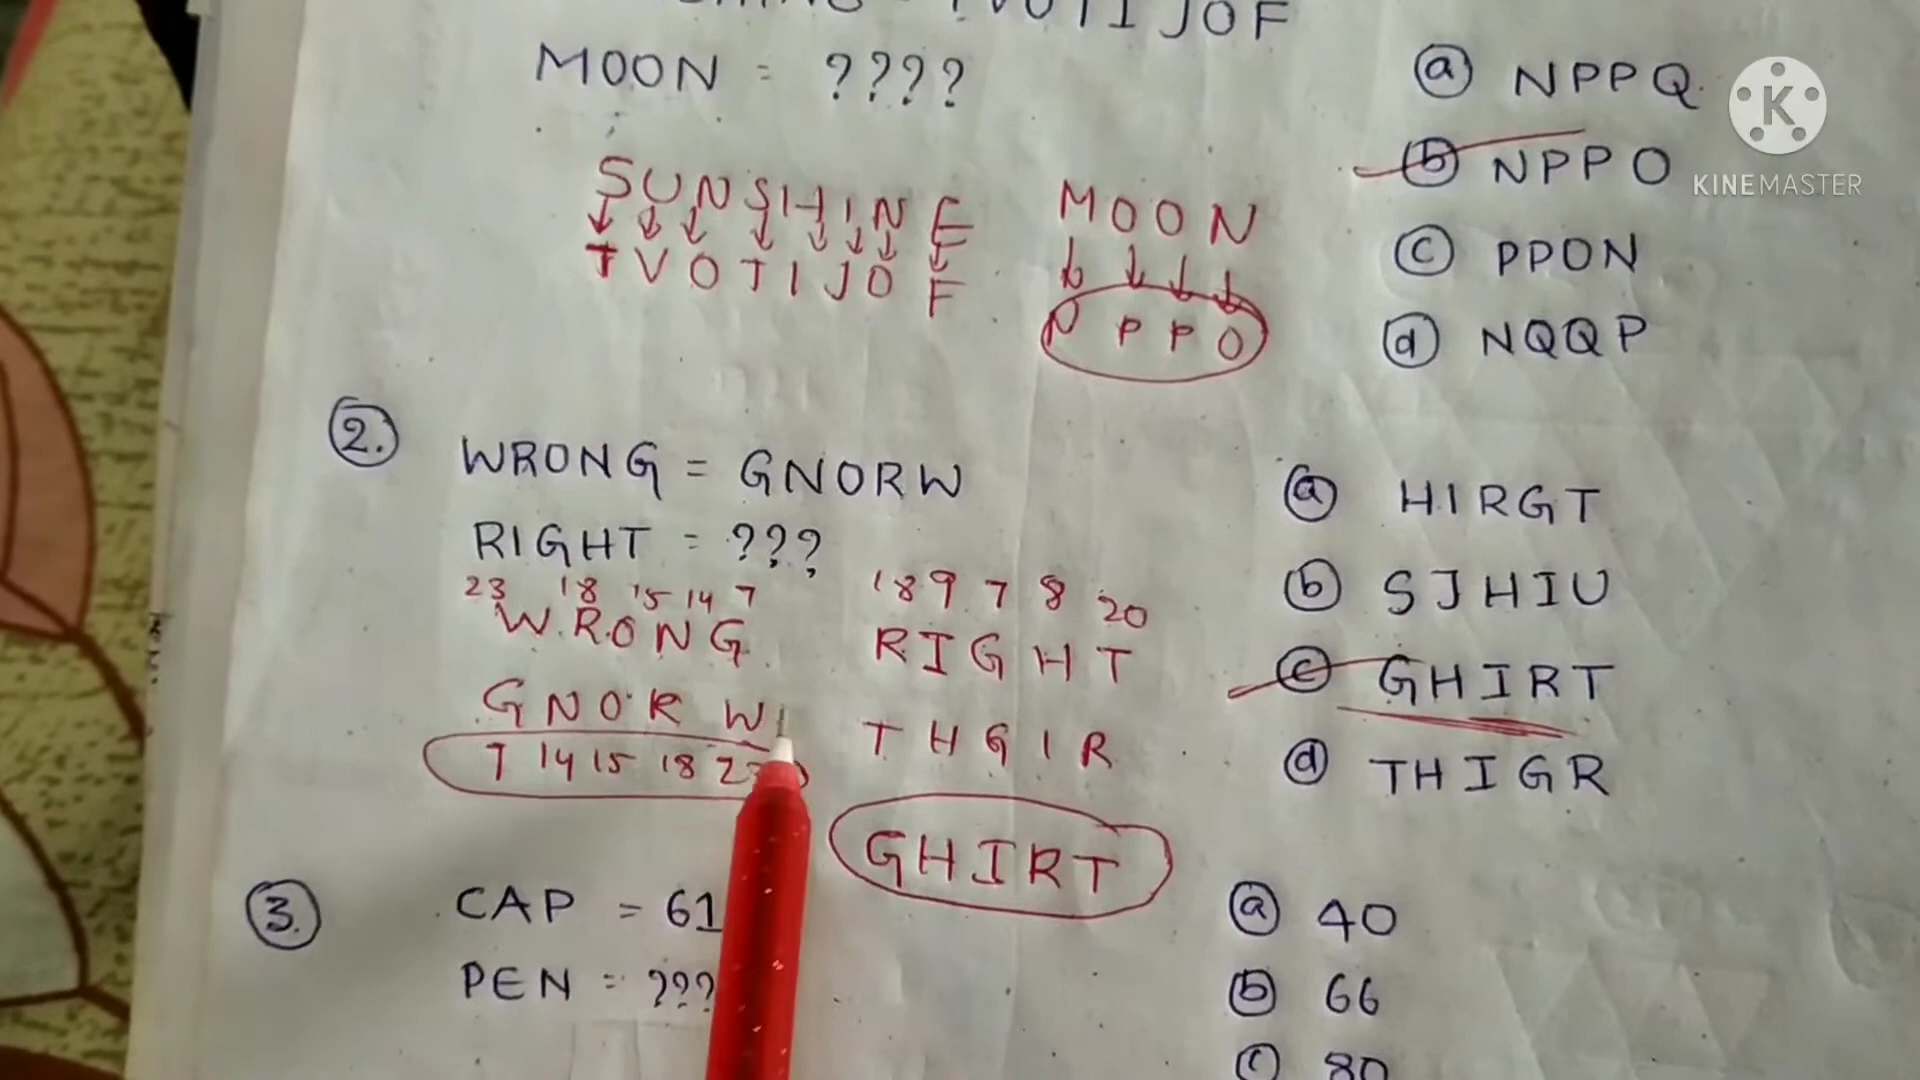 TVOTIJOF
MOON = ????
SUNSHINE
TVOTIJOF
MOON
NPPO
ⓐ NPPQ
ⓑ NPPO
ⓒ PPON
ⓓ NQQP
K
KINEMASTER
2. WRONG = GNORW
RIGHT = ???
23 18 15 14 7
WRONG
GNORW
7 14 15 18
18 9 7 8 20
RIGHT
THGIR
GHIRT
ⓐ HIRGT
ⓑ SJHIU
ⓒ GHIRT
ⓓ THIGR
3. CAP = 61
PEN = ???
ⓐ 40
ⓑ 66
ⓒ 80